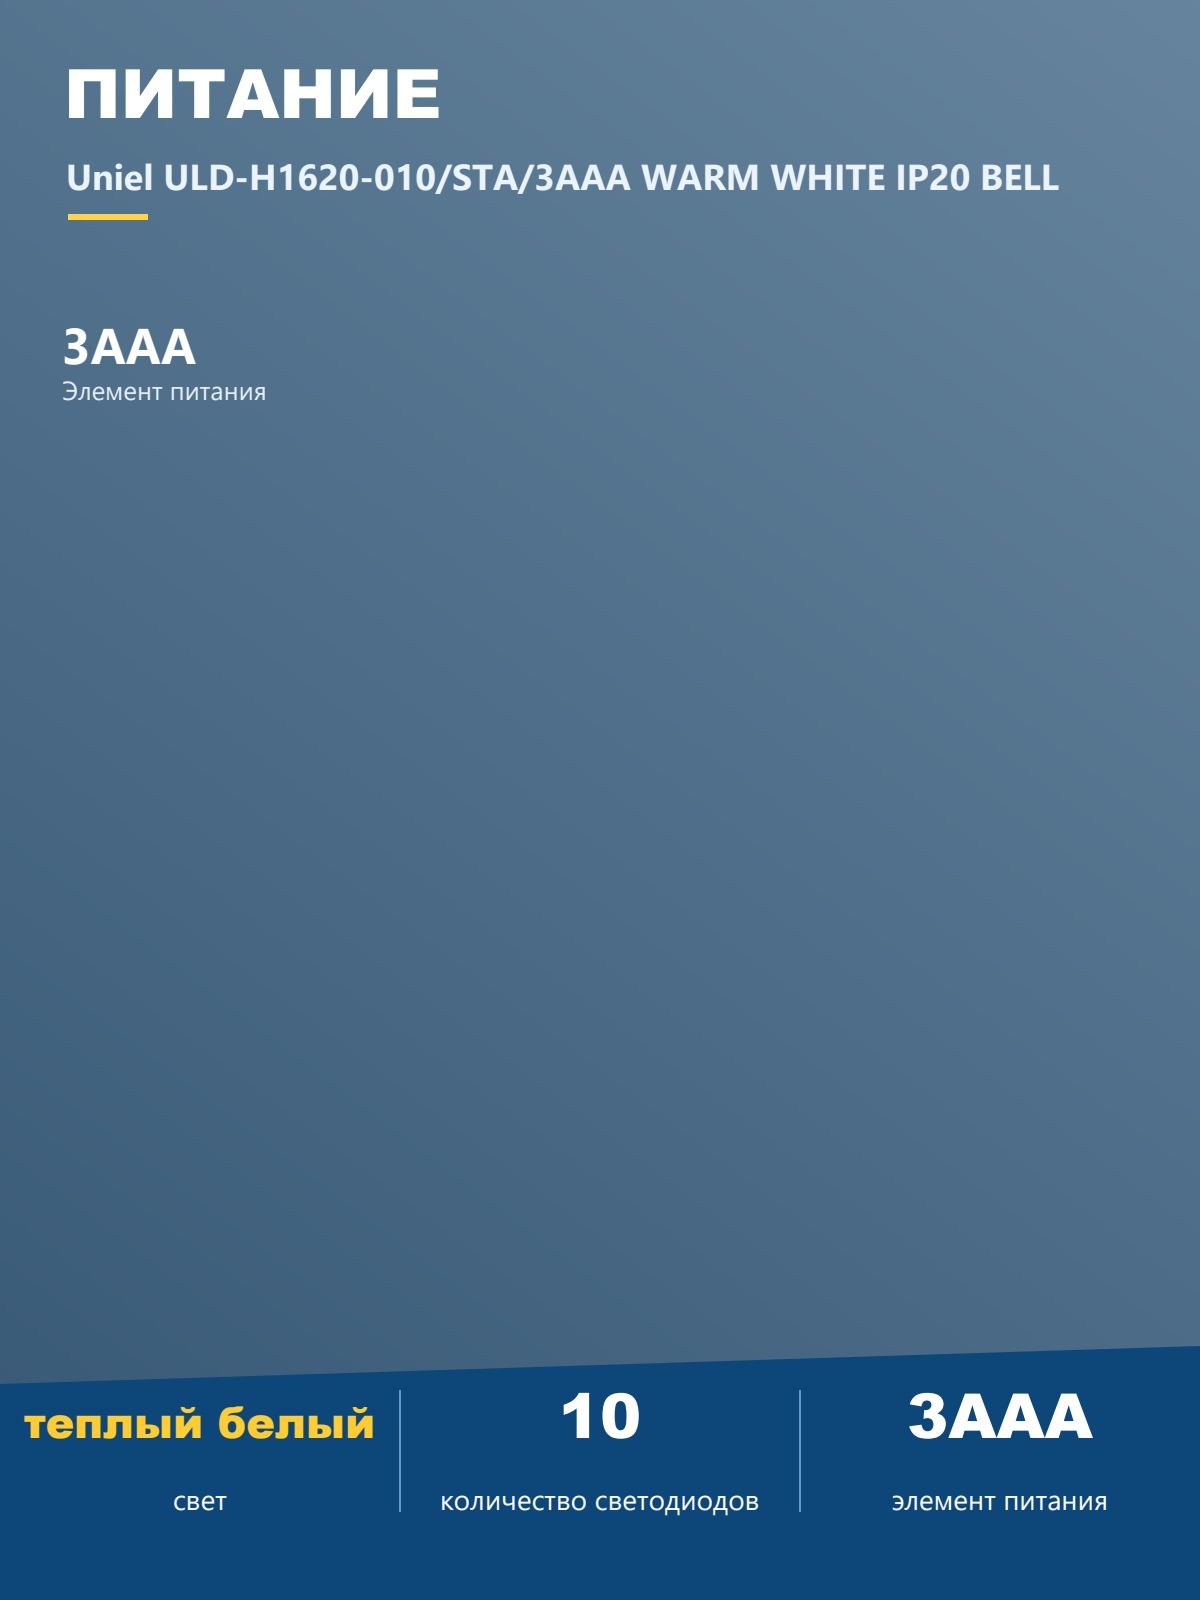 ПИТАНИЕ
Uniel ULD-H1620-010/STA/3AAA WARM WHITE IP20 BELL
3AAA
Элемент питания
теплый белый
свет
10
количество светодиодов
3AAA
элемент питания